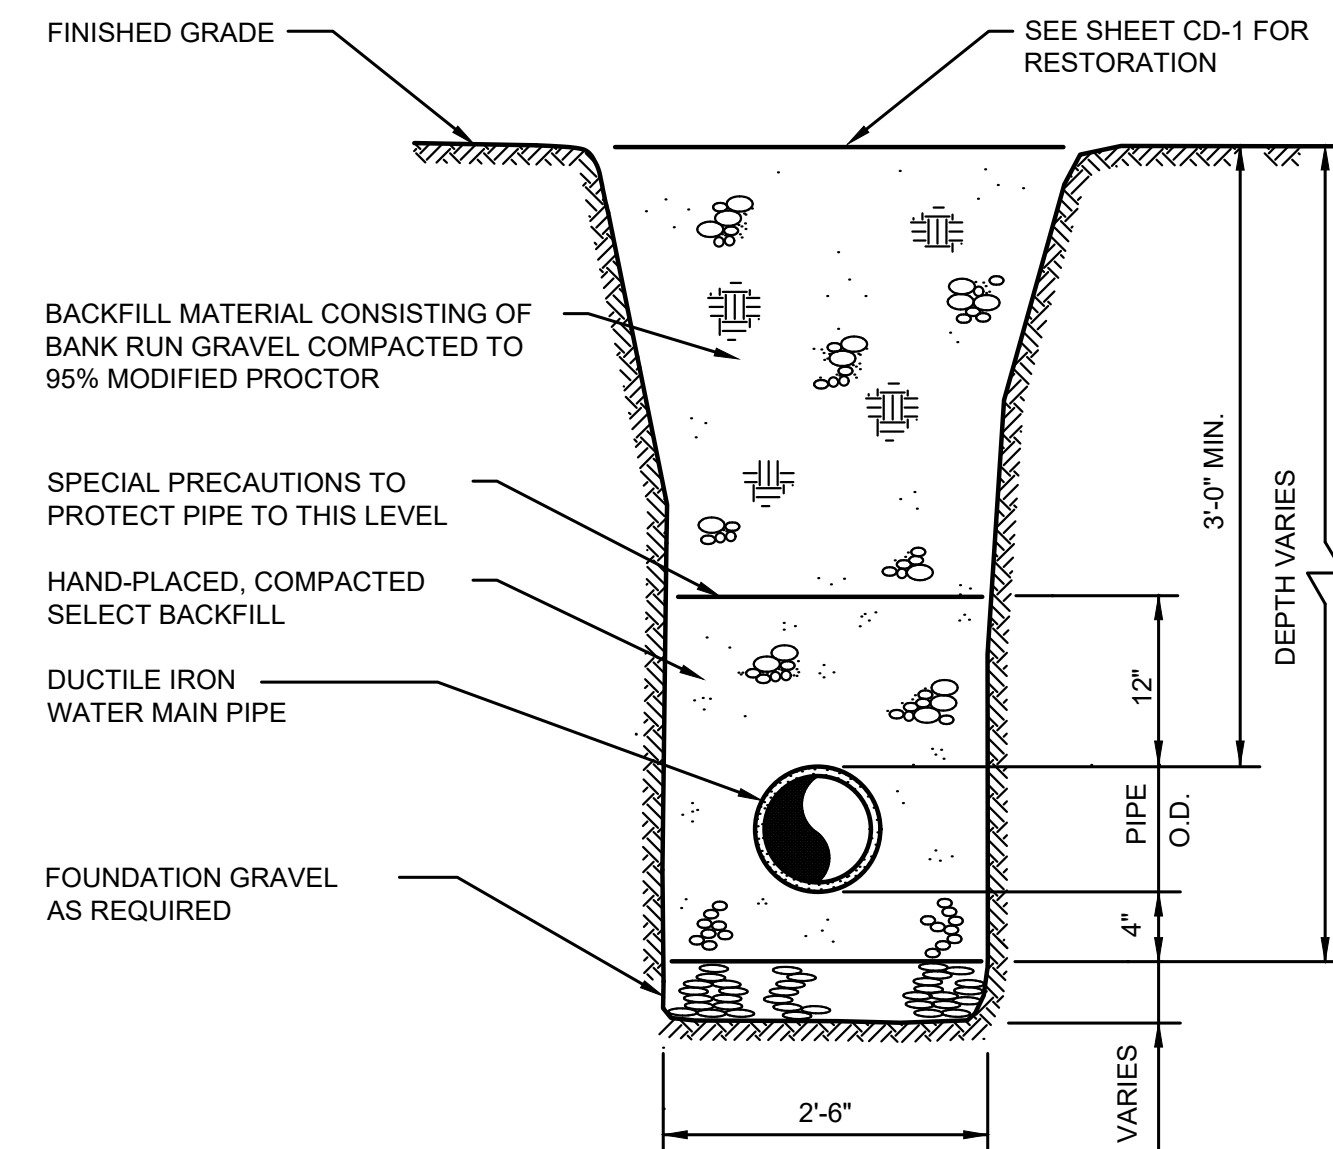 FINISHED GRADE
SEE SHEET CD-1 FOR
RESTORATION
BACKFILL MATERIAL CONSISTING OF
BANK RUN GRAVEL COMPACTED TO
95% MODIFIED PROCTOR
SPECIAL PRECAUTIONS TO
PROTECT PIPE TO THIS LEVEL
HAND-PLACED, COMPACTED
SELECT BACKFILL
DUCTILE IRON
WATER MAIN PIPE
FOUNDATION GRAVEL
AS REQUIRED
3'-0" MIN.
DEPTH VARIES
12"
PIPE
O.D.
4"
VARIES
2'-6"